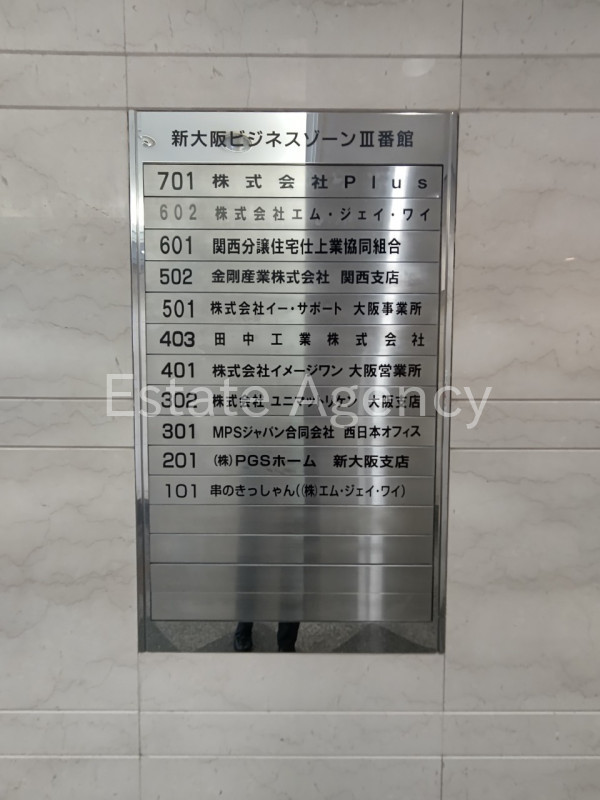 新大阪ビジネスゾーンⅢ番館
701 株式会社Plus
602 株式会社エム・ジェイ・ワイ
601 関西分譲住宅仕上業協同組合
502 金剛産業株式会社 関西支店
501 株式会社イー・サポート 大阪事業所
403 田中工業株式会社
401 株式会社イメージワン 大阪営業所
302 株式会社 ユニマットリケン 大阪支店
Estate Agency
301 MPSジャパン合同会社 西日本オフィス
201 (株)PGSホーム 新大阪支店
101 串のきっしゃん((株)エム・ジェイ・ワイ)